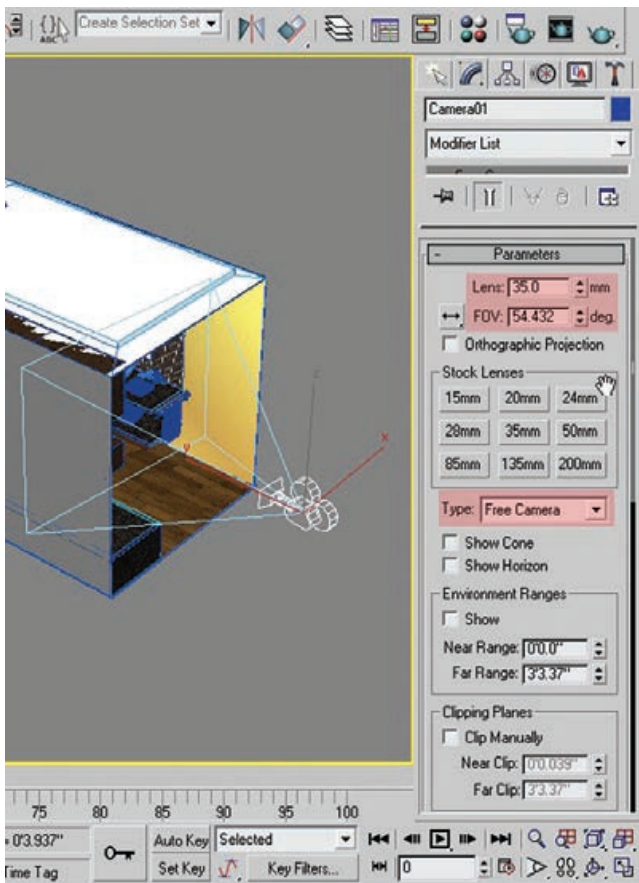 {} ABC
Create Selection Set
Camera01
Modifier List
- Parameters
Lens: 35.0 mm
FOV: 54.432 deg.
Orthographic Projection
Stock Lenses
15mm 20mm 24mm
28mm 35mm 50mm
85mm 135mm 200mm
Type: Free Camera
Show Cone
Show Horizon
Environment Ranges
Show
Near Range: 0'0.0"
Far Range: 3'3.37"
Clipping Planes
Clip Manually
Near Clip: 0'0.039"
Far Clip: 3'3.37"
z
x
y
75 80 85 90 95 100
= 0'3.937" Auto Key Selected
Time Tag Set Key Key Filters... 0